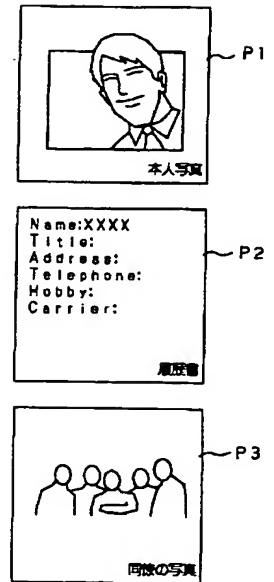 P1
本人写真
Name:XXXX
P2
Title:
Address:
Telephone:
Hobby:
Carrier:
履歴書
P3
同僚の写真